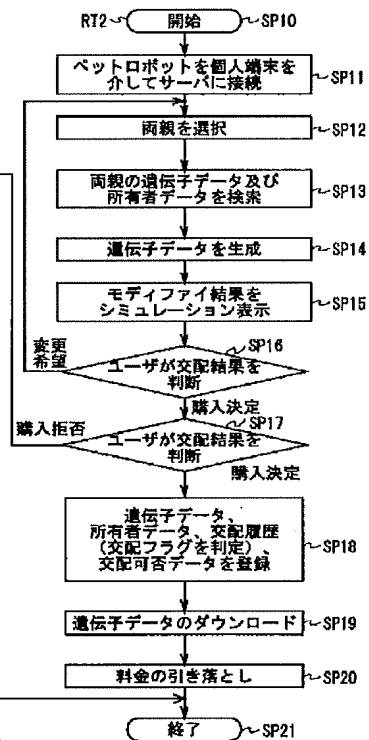 RT2 開始 SP10
ペットロボットを個人端末を
介してサーバに接続 SP11
両親を選択 SP12
両親の遺伝子データ及び
所有者データを検索 SP13
遺伝子データを生成 SP14
モディファイ結果を
シミュレーション表示 SP15
変更
希望
SP16
ユーザが交配結果を
判断
購入決定
購入拒否
SP17
ユーザが交配結果を
判断
購入決定
遺伝子データ、
所有者データ、交配履歴
(交配フラグを判定)、
交配可否データを登録 SP18
遺伝子データのダウンロード SP19
料金の引き落とし SP20
終了 SP21